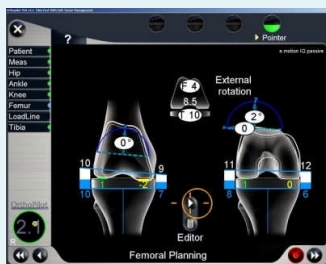 Pointer
?
e.motion IQ passive
Patient
Meas
Hip
Ankle
Knee
Femur
LoadLine
Tibia
F 4
8.5
I 10
External
rotation
0°
2°
0
10
9
11
12
1
-2
1
0
10
7
8
6
OrthoPilot
2.
R
Editor
Femoral Planning